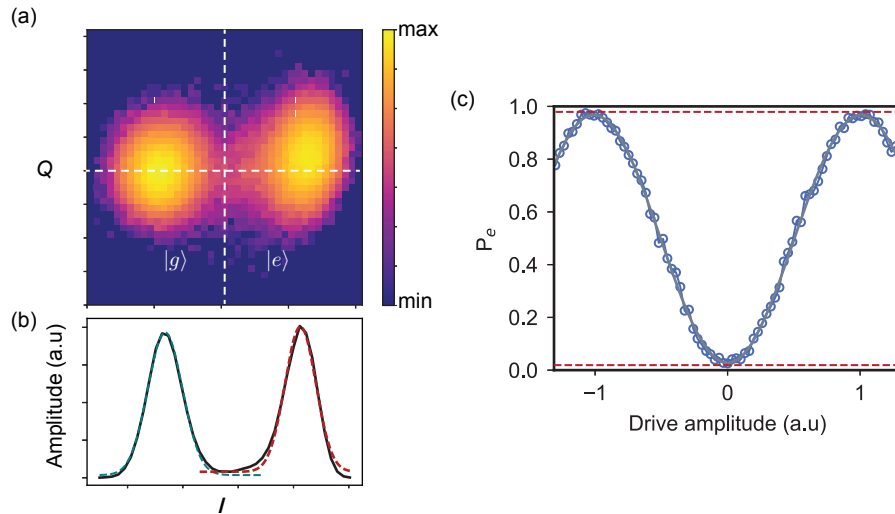 (a)
max
Q
|g⟩
|e⟩
min
(b)
Amplitude (a.u)
I
(c)
1.0
0.8
0.6
0.4
0.2
0.0
P_e
−1
0
1
Drive amplitude (a.u)